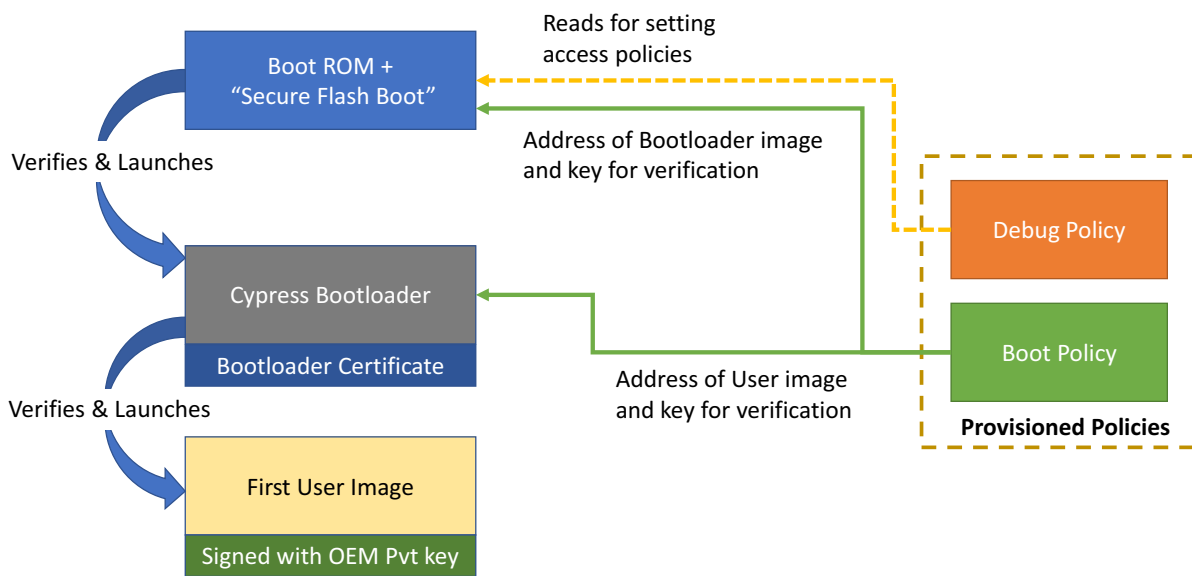 Reads for setting
access policies
Boot ROM +
“Secure Flash Boot”
Address of Bootloader image
and key for verification
Verifies & Launches
Debug Policy
Cypress Bootloader
Boot Policy
Bootloader Certificate
Address of User image
and key for verification
Verifies & Launches
Provisioned Policies
First User Image
Signed with OEM Pvt key